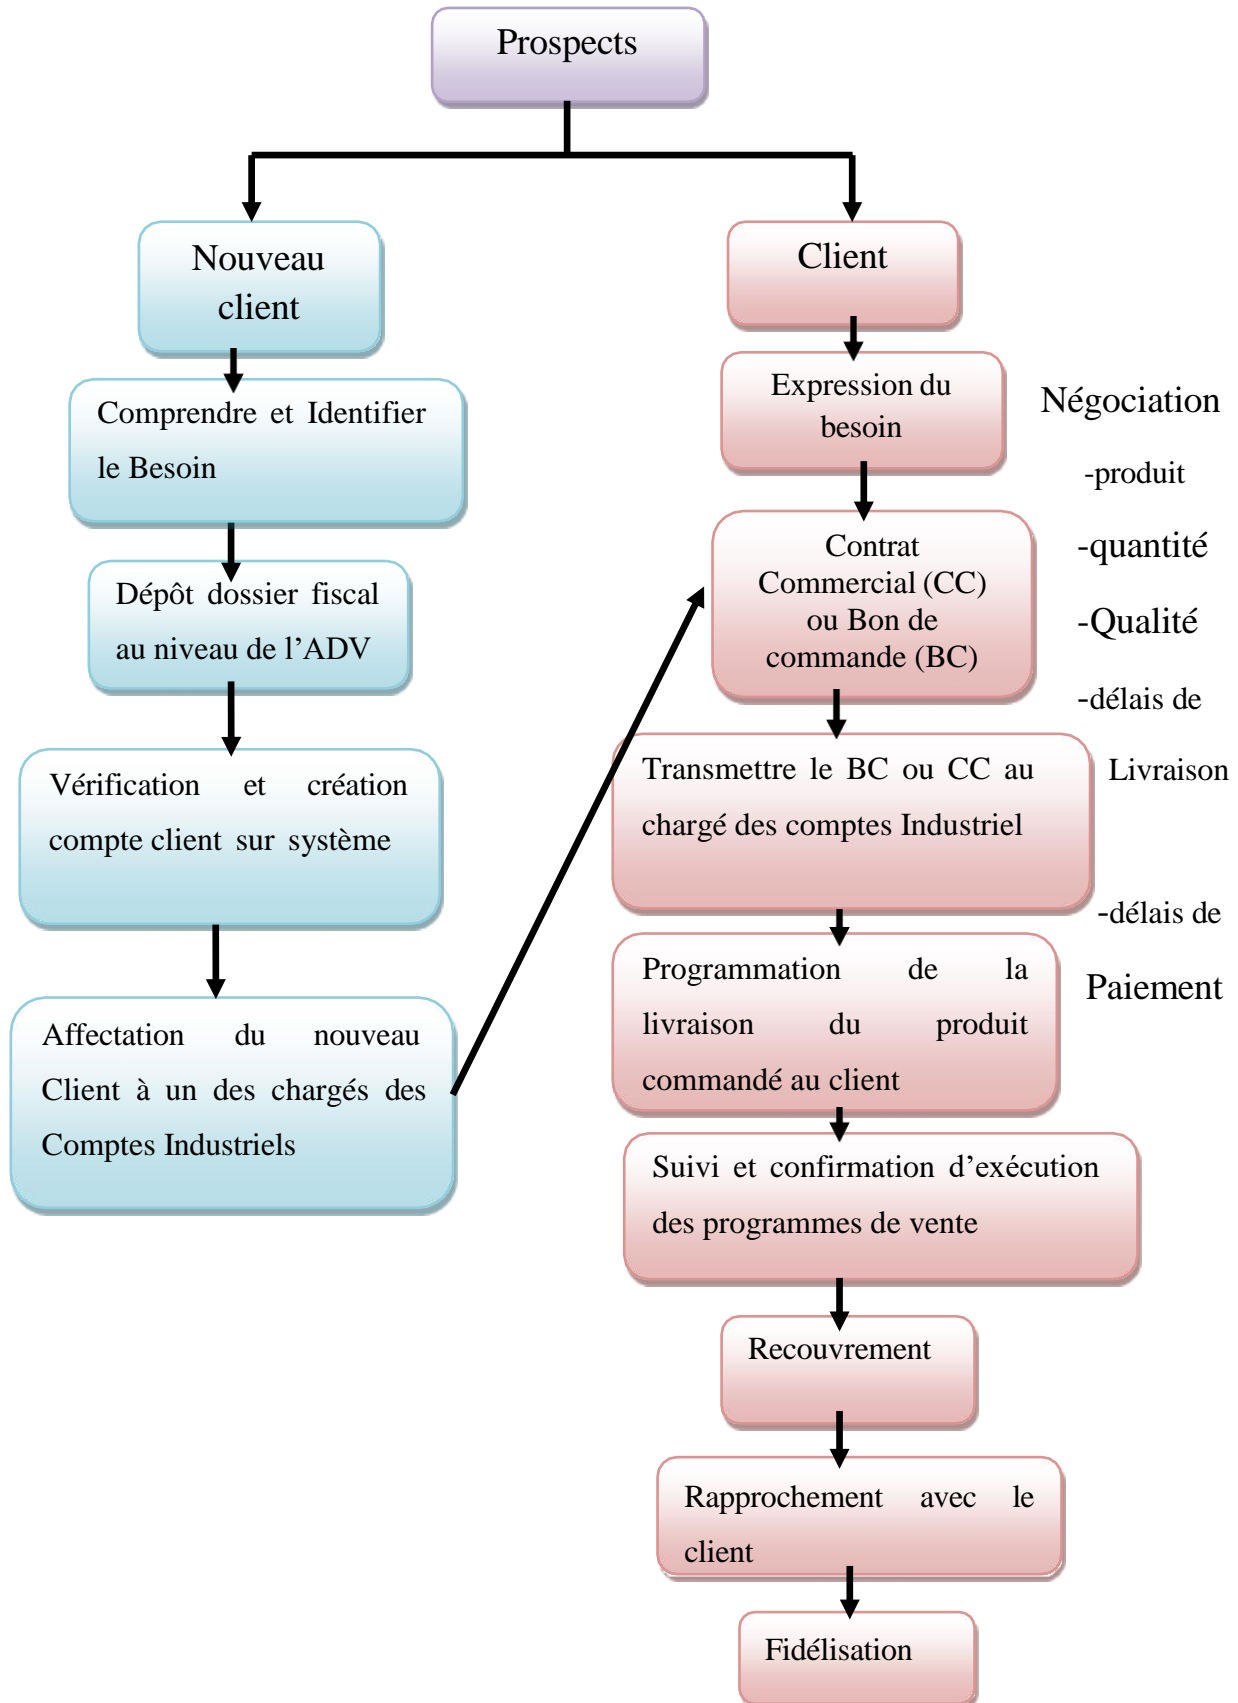 Prospects
Nouveau
client
Comprendre et Identifier
le Besoin
Dépôt dossier fiscal
au niveau de l’ADV
Vérification et création
compte client sur système
Affectation du nouveau
Client à un des chargés des
Comptes Industriels
Client
Expression du
besoin
Contrat
Commercial (CC)
ou Bon de
commande (BC)
Transmettre le BC ou CC au
chargé des comptes Industriel
Programmation de la
livraison du produit
commandé au client
Suivi et confirmation d’exécution
des programmes de vente
Recouvrement
Rapprochement avec le
client
Fidélisation
Négociation
-produit
-quantité
-Qualité
-délais de
Livraison
-délais de
Paiement